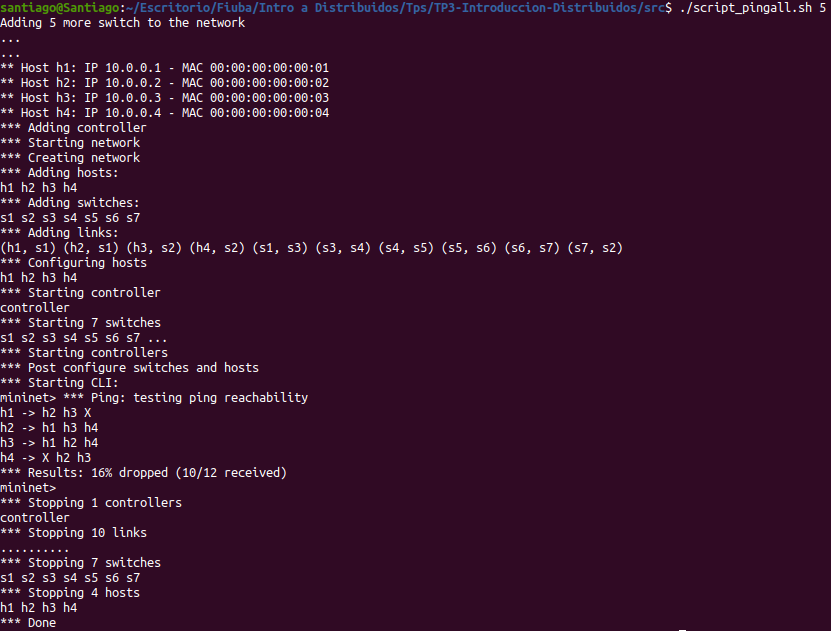 santiago@Santiago:~/Escritorio/Fiuba/Intro a Distribuidos/Tps/TP3-Introduccion-Distribuidos/src$ ./script_pingall.sh 5
Adding 5 more switch to the network
...
...
** Host h1: IP 10.0.0.1 - MAC 00:00:00:00:00:01
** Host h2: IP 10.0.0.2 - MAC 00:00:00:00:00:02
** Host h3: IP 10.0.0.3 - MAC 00:00:00:00:00:03
** Host h4: IP 10.0.0.4 - MAC 00:00:00:00:00:04
*** Adding controller
*** Starting network
*** Creating network
*** Adding hosts:
h1 h2 h3 h4
*** Adding switches:
s1 s2 s3 s4 s5 s6 s7
*** Adding links:
(h1, s1) (h2, s1) (h3, s2) (h4, s2) (s1, s3) (s3, s4) (s4, s5) (s5, s6) (s6, s7) (s7, s2)
*** Configuring hosts
h1 h2 h3 h4
*** Starting controller
controller
*** Starting 7 switches
s1 s2 s3 s4 s5 s6 s7 ...
*** Starting controllers
*** Post configure switches and hosts
*** Starting CLI:
mininet> *** Ping: testing ping reachability
h1 -> h2 h3 X
h2 -> h1 h3 h4
h3 -> h1 h2 h4
h4 -> X h2 h3
*** Results: 16% dropped (10/12 received)
mininet>
*** Stopping 1 controllers
controller
*** Stopping 10 links
..........
*** Stopping 7 switches
s1 s2 s3 s4 s5 s6 s7
*** Stopping 4 hosts
h1 h2 h3 h4
*** Done